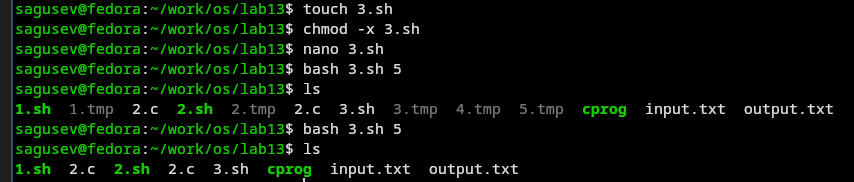 sagusev@fedora:~/work/os/lab13$ touch 3.sh
sagusev@fedora:~/work/os/lab13$ chmod -x 3.sh
sagusev@fedora:~/work/os/lab13$ nano 3.sh
sagusev@fedora:~/work/os/lab13$ bash 3.sh 5
sagusev@fedora:~/work/os/lab13$ ls
1.sh 1.tmp 2.c 2.sh 2.tmp 2.c 3.sh 3.tmp 4.tmp 5.tmp cprog input.txt output.txt
sagusev@fedora:~/work/os/lab13$ bash 3.sh 5
sagusev@fedora:~/work/os/lab13$ ls
1.sh 2.c 2.sh 2.c 3.sh cprog input.txt output.txt